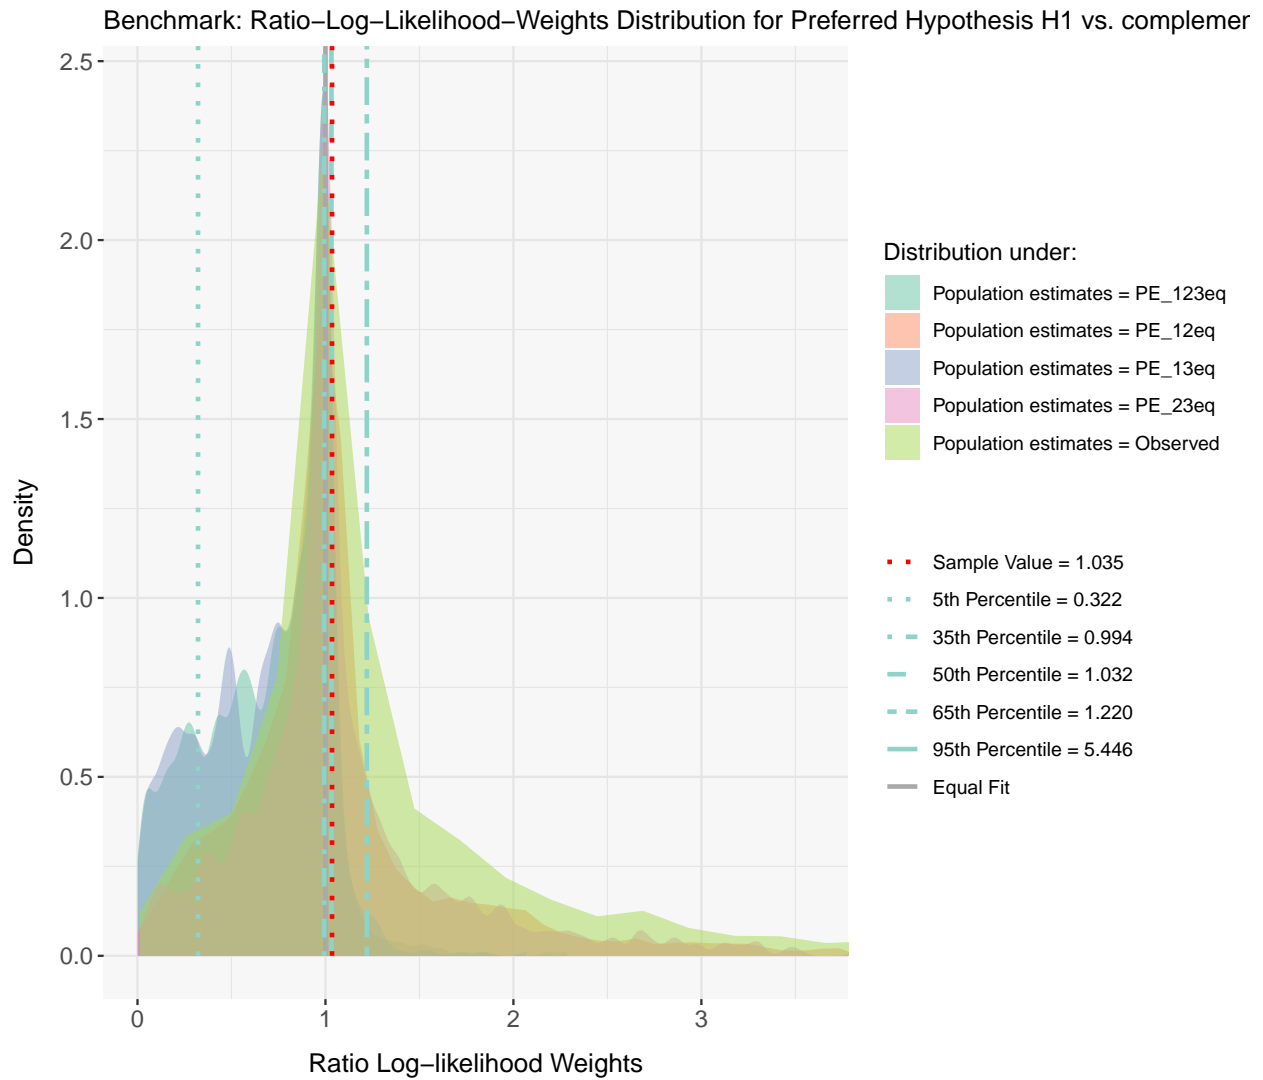 Benchmark: Ratio−Log−Likelihood−Weights Distribution for Preferred Hypothesis H1 vs. complemer
2.5
2.0
1.5
1.0
0.5
0.0
Density
0 1 2 3
Ratio Log−likelihood Weights
Distribution under:
Population estimates = PE_123eq
Population estimates = PE_12eq
Population estimates = PE_13eq
Population estimates = PE_23eq
Population estimates = Observed
Sample Value = 1.035
5th Percentile = 0.322
35th Percentile = 0.994
50th Percentile = 1.032
65th Percentile = 1.220
95th Percentile = 5.446
Equal Fit